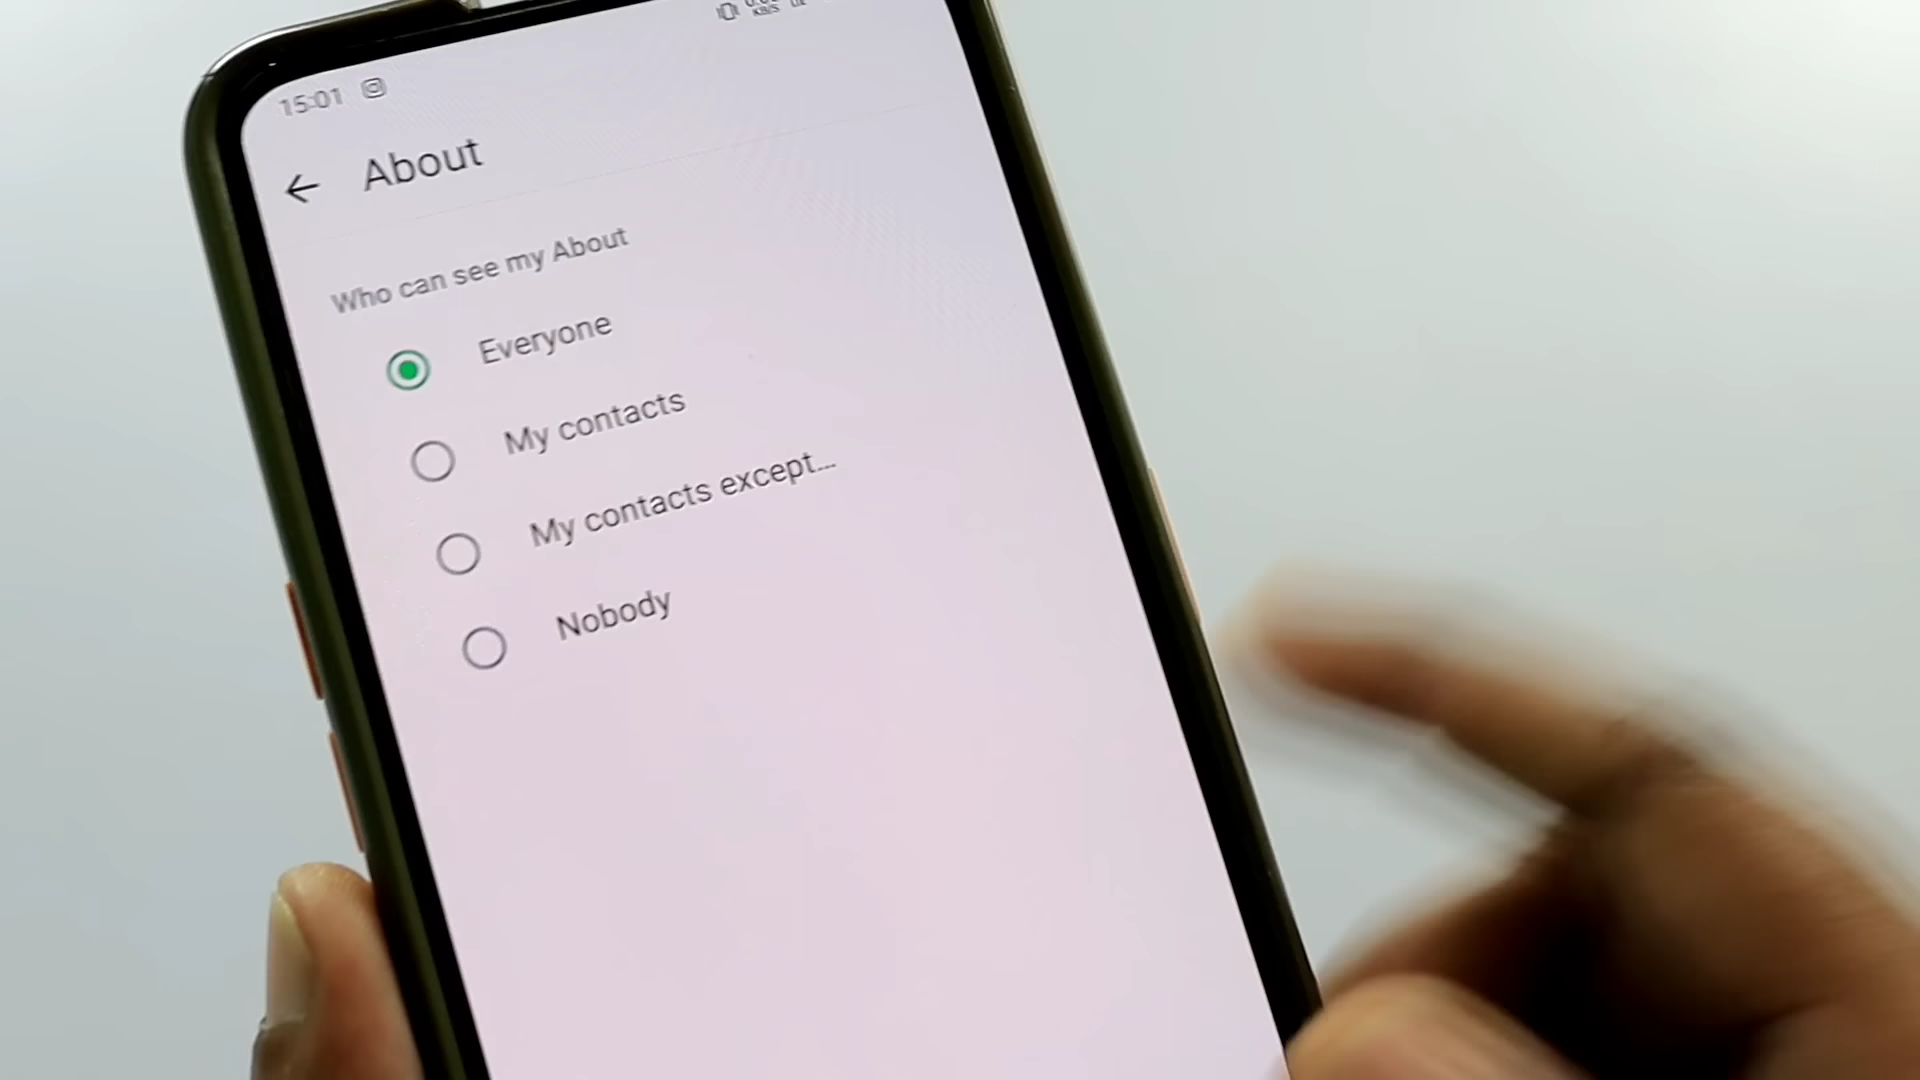 15:01
About
Who can see my About
Everyone
My contacts
My contacts except...
Nobody